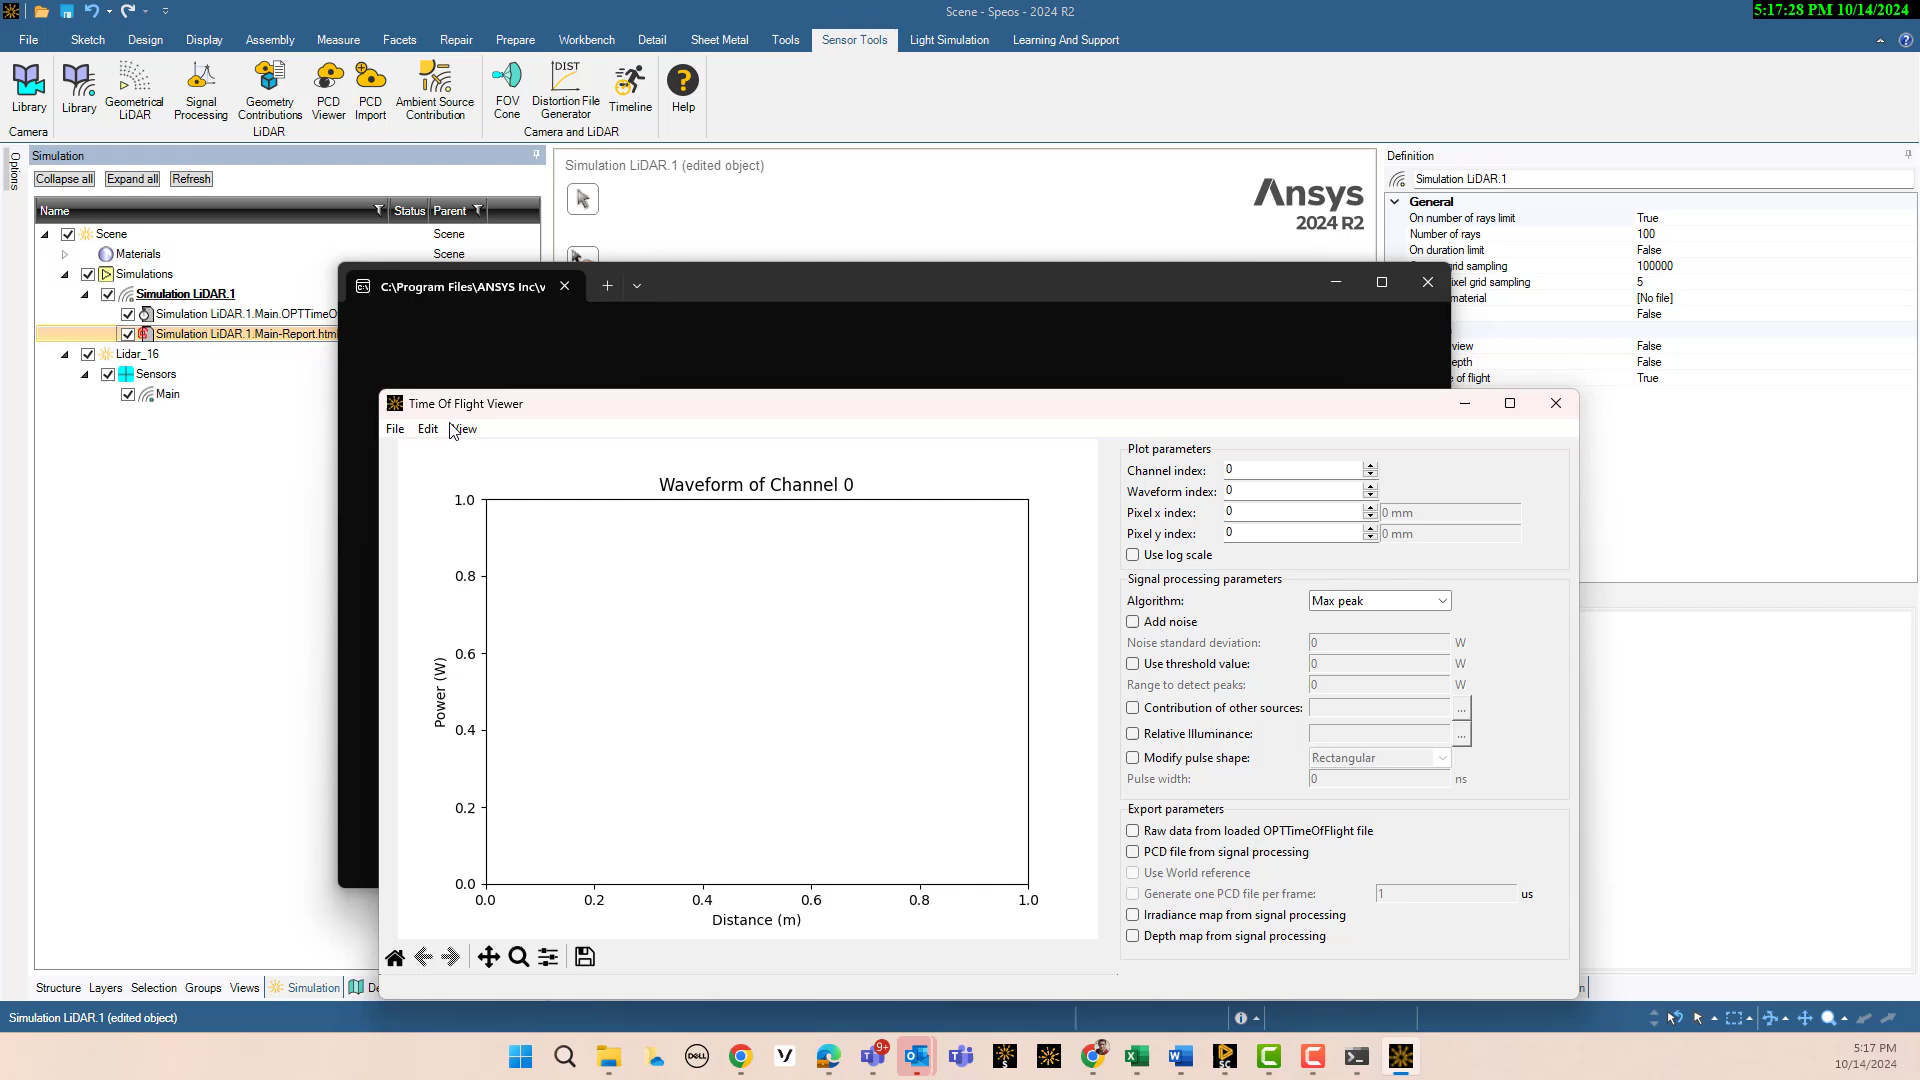 Scene - Speos - 2024 R2
5:17:28 PM 10/14/2024
File Sketch Design Display Assembly Measure Facets Repair Prepare Workbench Detail Sheet Metal Tools Sensor Tools Light Simulation Learning And Support
Library
Camera
Library
Geometrical LiDAR
Signal Processing
Geometry Contributions
PCD Viewer
PCD Import
Ambient Source Contribution
LiDAR
FOV Cone
DIST
Distortion File Generator
Timeline
Camera and LiDAR
Help
Options
Simulation
Collapse all Expand all Refresh
Name Status Parent
Scene Scene
Materials Scene
Simulations
Simulation LiDAR.1
Simulation LiDAR.1.Main.OPTTimeO
Simulation LiDAR.1.Main-Report.html
Lidar_16
Sensors
Main
Simulation LiDAR.1 (edited object)
Ansys
2024 R2
Definition
Simulation LiDAR.1
General
On number of rays limit True
Number of rays 100
On duration limit False
grid sampling 100000
xel grid sampling 5
material [No file]
False
view False
epth False
e of flight True
C:\Program Files\ANSYS Inc\v
Time Of Flight Viewer
File Edit View
Waveform of Channel 0
1.0
0.8
0.6
0.4
0.2
0.0
Power (W)
0.0 0.2 0.4 0.6 0.8 1.0
Distance (m)
Plot parameters
Channel index: 0
Waveform index: 0
Pixel x index: 0 0 mm
Pixel y index: 0 0 mm
Use log scale
Signal processing parameters
Algorithm: Max peak
Add noise
Noise standard deviation: 0 W
Use threshold value: 0 W
Range to detect peaks: 0 W
Contribution of other sources: ...
Relative Illuminance: ...
Modify pulse shape: Rectangular
Pulse width: 0 ns
Export parameters
Raw data from loaded OPTTimeOfFlight file
PCD file from signal processing
Use World reference
Generate one PCD file per frame: 1 us
Irradiance map from signal processing
Depth map from signal processing
Structure Layers Selection Groups Views Simulation De
Simulation LiDAR.1 (edited object)
DELL
9+
S
SC
5:17 PM
10/14/2024